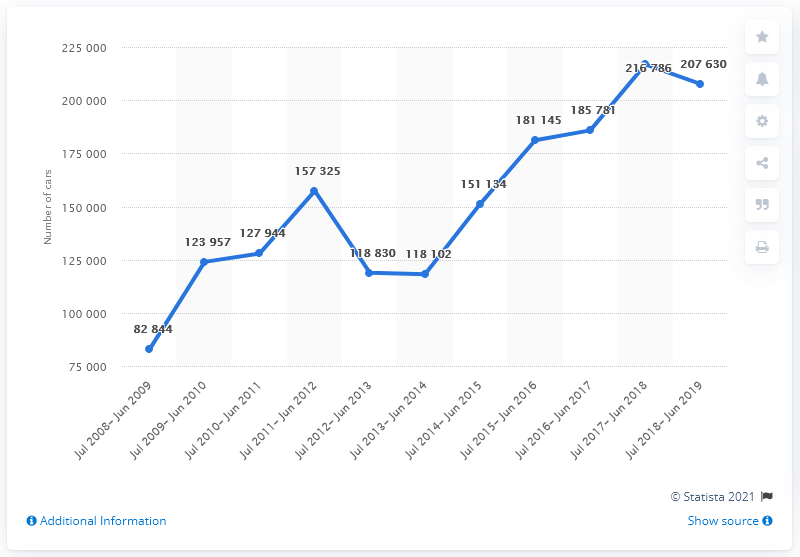 225 000
200 000
175 000
150 000
125 000
100 000
75 000
Number of cars
82 844
123 957
127 944
157 325
118 830
118 102
151 134
181 145
185 781
216 786
207 630
Jul 2008– Jun 2009
Jul 2009– Jun 2010
Jul 2010– Jun 2011
Jul 2011– Jun 2012
Jul 2012– Jun 2013
Jul 2013– Jun 2014
Jul 2014– Jun 2015
Jul 2015– Jun 2016
Jul 2016– Jun 2017
Jul 2017– Jun 2018
Jul 2018– Jun 2019
© Statista 2021
Additional Information
Show source